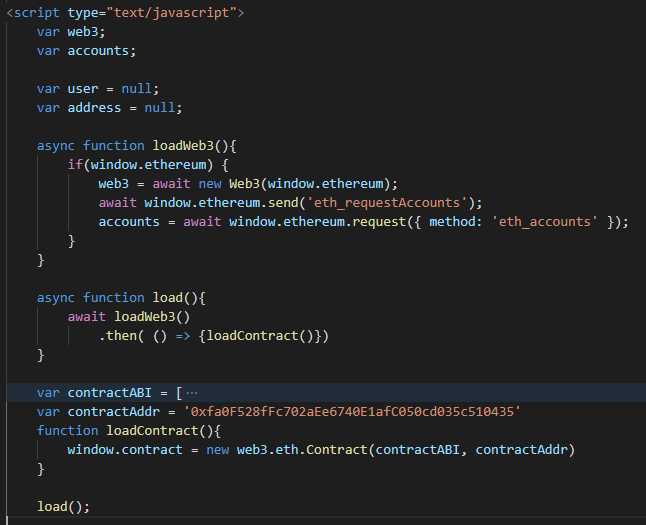 <script type="text/javascript">
var web3;
var accounts;
var user = null;
var address = null;
async function loadWeb3(){
if(window.ethereum) {
web3 = await new Web3(window.ethereum);
await window.ethereum.send('eth_requestAccounts');
accounts = await window.ethereum.request({ method: 'eth_accounts' });
}
}
async function load(){
await loadWeb3()
.then( () => {loadContract()})
}
var contractABI = [⋯
var contractAddr = '0xfa0F528fFc702aEe6740E1afC050cd035c510435'
function loadContract(){
window.contract = new web3.eth.Contract(contractABI, contractAddr)
}
load();